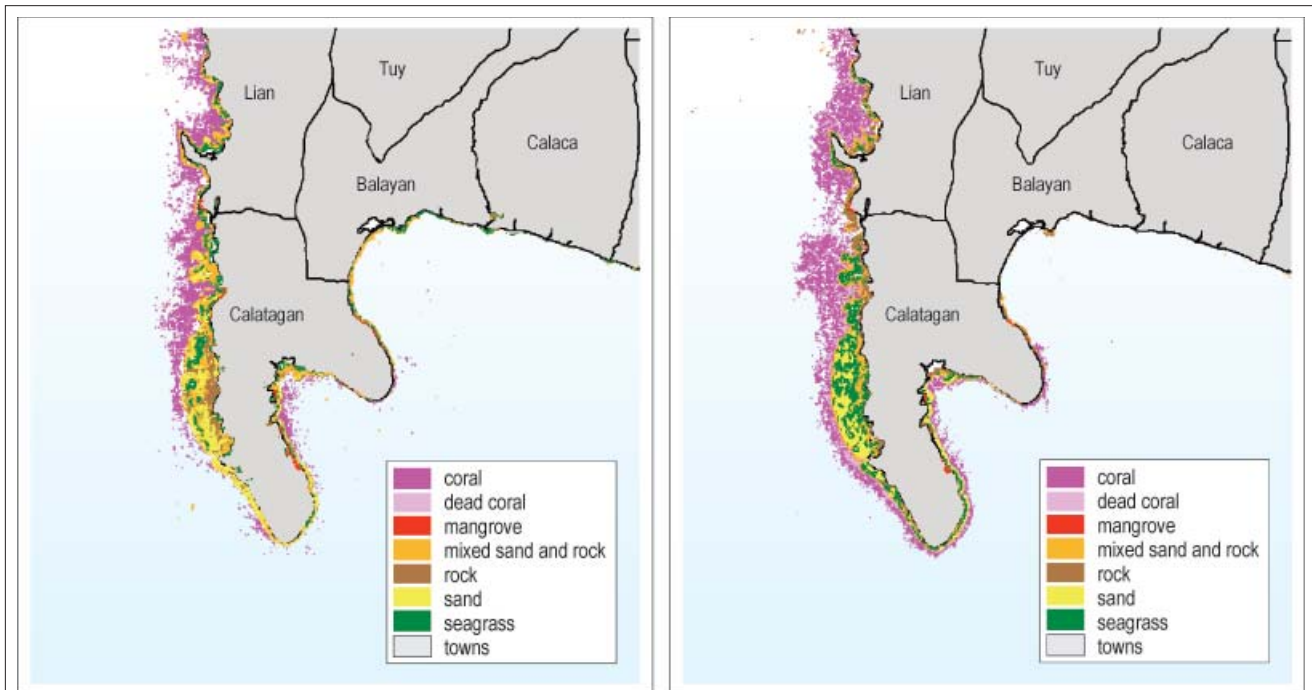 Tuy
Lian
Calaca
Balayan
Calatagan
coral
dead coral
mangrove
mixed sand and rock
rock
sand
seagrass
towns
Tuy
Lian
Calaca
Balayan
Calatagan
coral
dead coral
mangrove
mixed sand and rock
rock
sand
seagrass
towns